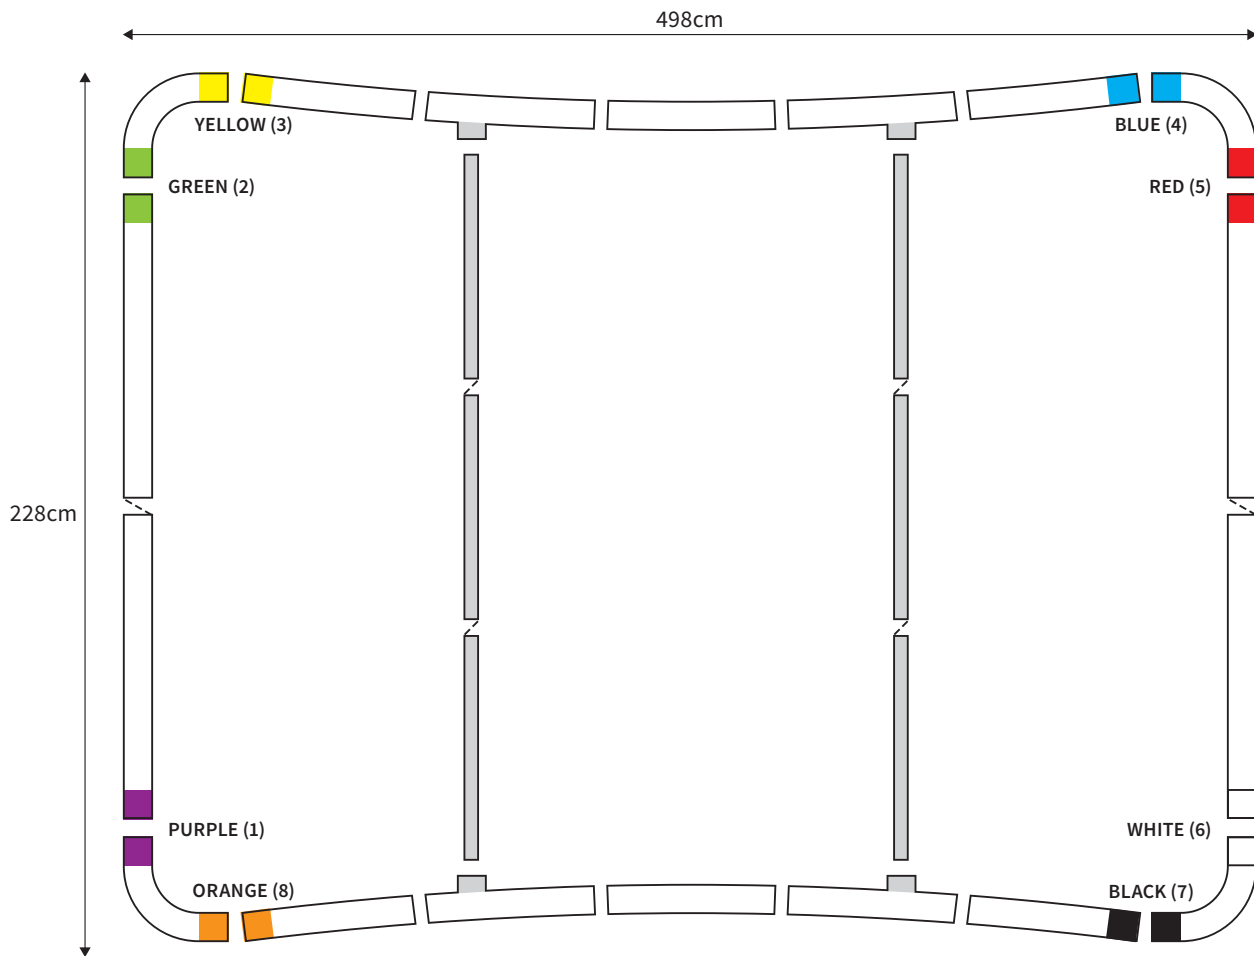 498cm
YELLOW (3)
BLUE (4)
GREEN (2)
RED (5)
228cm
PURPLE (1)
WHITE (6)
ORANGE (8)
BLACK (7)